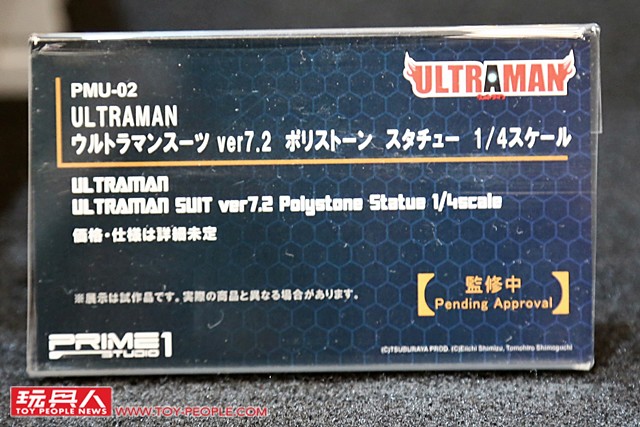 ULTRAMAN
PMU-02
ULTRAMAN
ウルトラマンスーツ ver7.2 ポリストーン スタチュー 1/4スケール
ULTRAMAN
ULTRAMAN SUIT ver7.2 Polystone Statue 1/4scale
価格・仕様は詳細未定
※展示は試作品です。実際の商品と異なる場合があります。
【監修中
Pending Approval】
PRIME 1
STUDIO
(C)TSUBURAYA PROD. (C)Eiichi Shimizu, Tomohiro Shimoguchi
玩具人
TOY PEOPLE NEWS
WWW.TOY-PEOPLE.COM